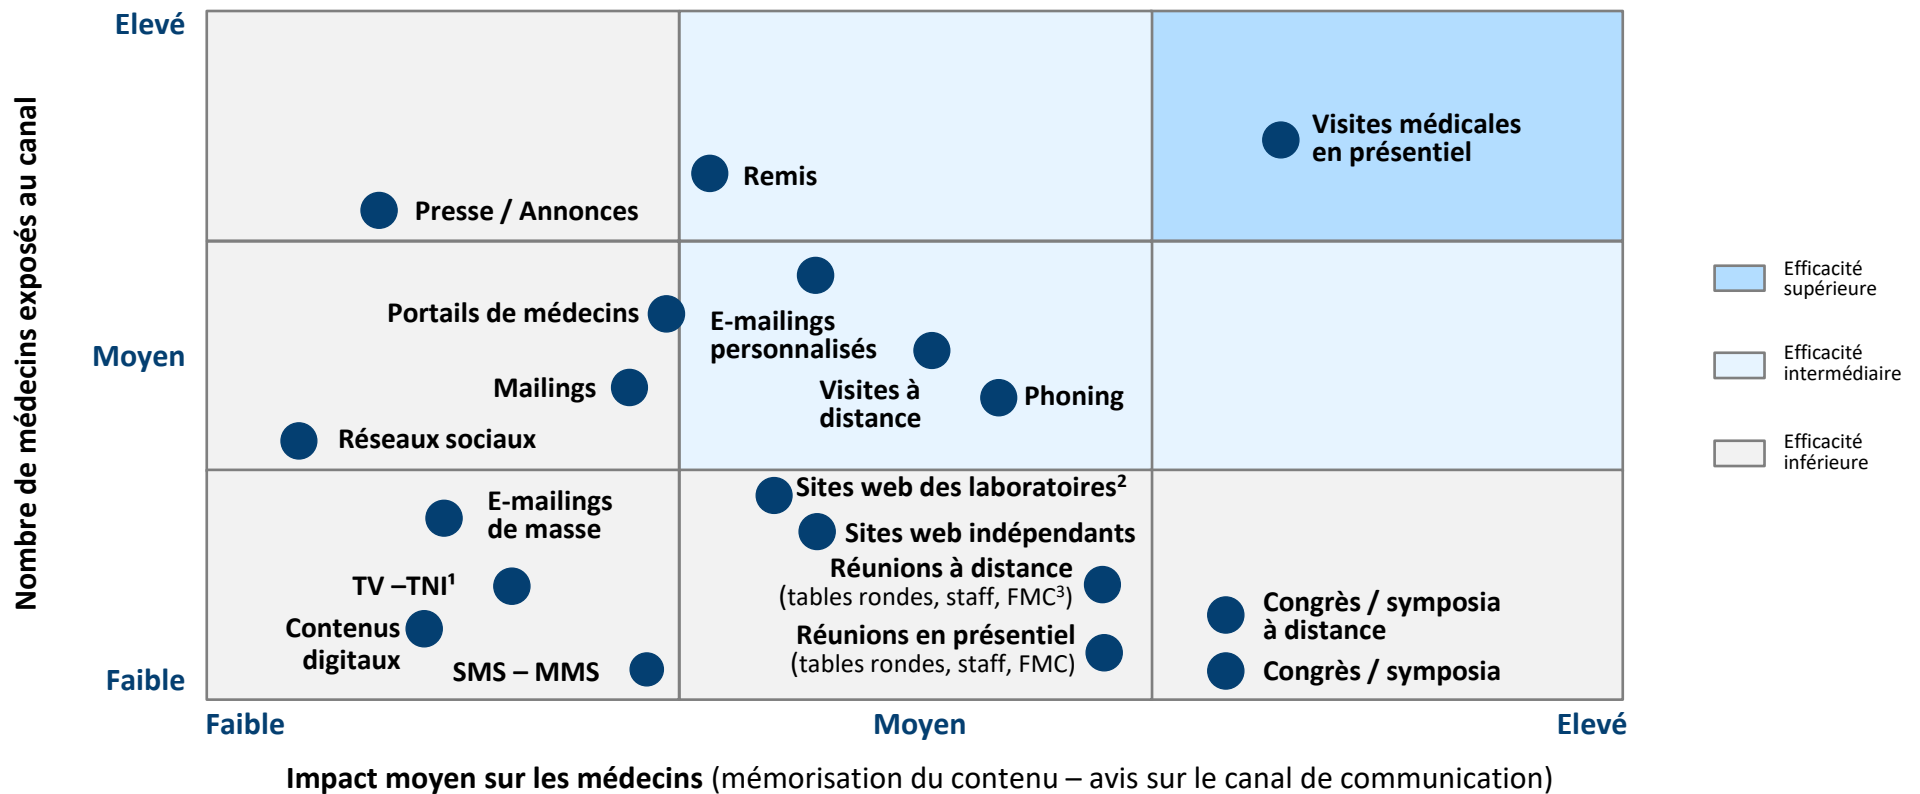 Elevé
Nombre de médecins exposés au canal
Visites médicales
en présentiel
Remis
Presse / Annonces
Efficacité
supérieure
Portails de médecins
E-mailings
personnalisés
Moyen
Efficacité
intermédiaire
Mailings
Visites à
distance
Phoning
Réseaux sociaux
Efficacité
inférieure
Sites web des laboratoires²
E-mailings
de masse
Sites web indépendants
Réunions à distance
(tables rondes, staff, FMC³)
TV –TNI¹
Congrès / symposia
à distance
Contenus
digitaux
Réunions en présentiel
(tables rondes, staff, FMC)
SMS – MMS
Congrès / symposia
Faible
Faible
Moyen
Elevé
Impact moyen sur les médecins (mémorisation du contenu – avis sur le canal de communication)